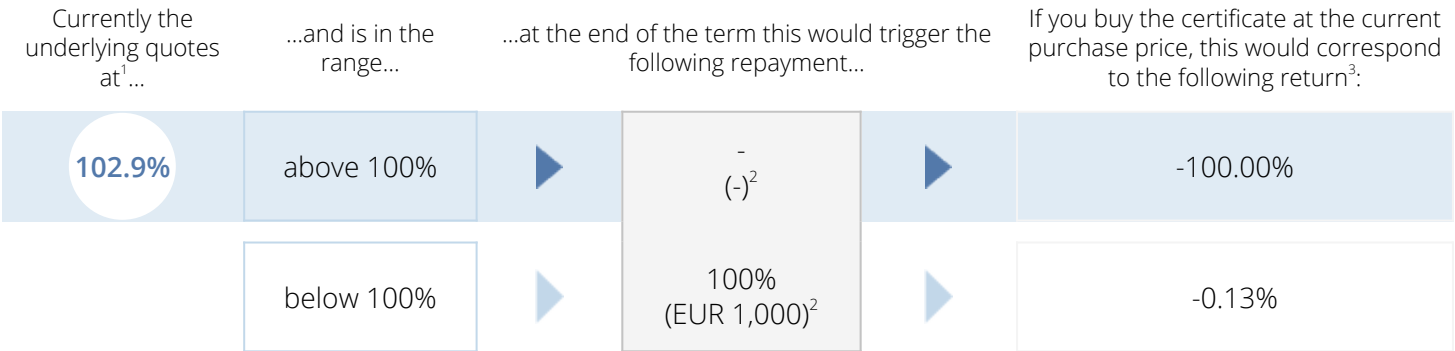 Currently the
underlying quotes
at¹...
...and is in the
range...
...at the end of the term this would trigger the
following repayment...
If you buy the certificate at the current
purchase price, this would correspond
to the following return³:
102.9%
above 100%
-
(-)²
-100.00%
below 100%
100%
(EUR 1,000)²
-0.13%